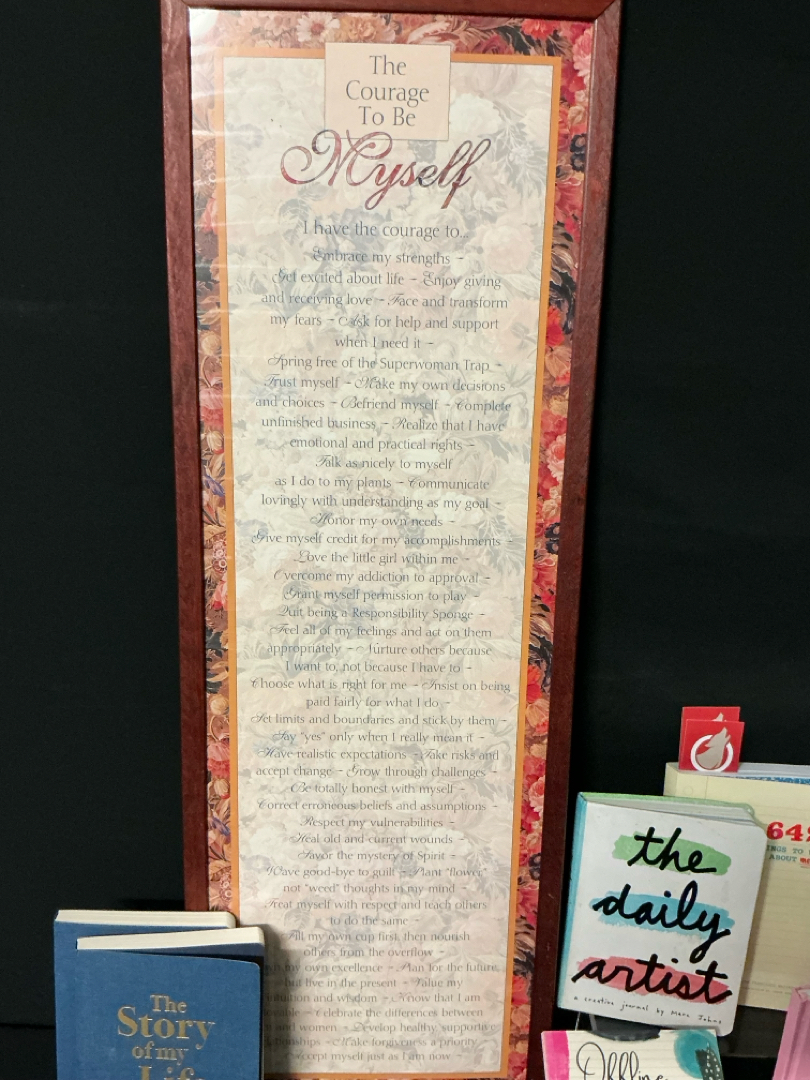 The
Courage
To Be
Myself
I have the courage to...
Embrace my strengths ~
Get excited about life ~ Enjoy giving
and receiving love ~ Face and transform
my fears ~ Ask for help and support
when I need it ~
Spring free of the Superwoman Trap ~
Trust myself ~ Make my own decisions
and choices ~ Befriend myself ~ Complete
unfinished business ~ Realize that I have
emotional and practical rights ~
Talk as nicely to myself
as I do to my plants ~ Communicate
lovingly with understanding as my goal ~
Honor my own needs ~
Give myself credit for my accomplishments ~
Love the little girl within me ~
Overcome my addiction to approval ~
Grant myself permission to play ~
Quit being a Responsibility Sponge ~
Feel all of my feelings and act on them
appropriately ~ Nurture others because
I want to, not because I have to ~
Choose what is right for me ~ Insist on being
paid fairly for what I do ~
Set limits and boundaries and stick by them ~
Say "yes" only when I really mean it ~
Have realistic expectations ~ Take risks and
accept change ~ Grow through challenges ~
Be totally honest with myself ~
Correct erroneous beliefs and assumptions ~
Respect my vulnerabilities ~
Heal old and current wounds ~
Favor the mystery of Spirit ~
Wave good-bye to guilt ~ Plant "flower"
not "weed" thoughts in my mind ~
Treat myself with respect and teach others
to do the same ~
Fill my own cup first, then nourish
others from the overflow ~
my own excellence ~ Plan for the future,
but live in the present ~ Value my
and wisdom ~ Know that I am
~ Celebrate the differences between
and women ~ Develop healthy, supportive
~ Make forgiveness a priority
Accept myself just as I am now ~
The
Story
of my
Life
the
daily
artist
a creative journal by
642
TO
ABOUT
Offline